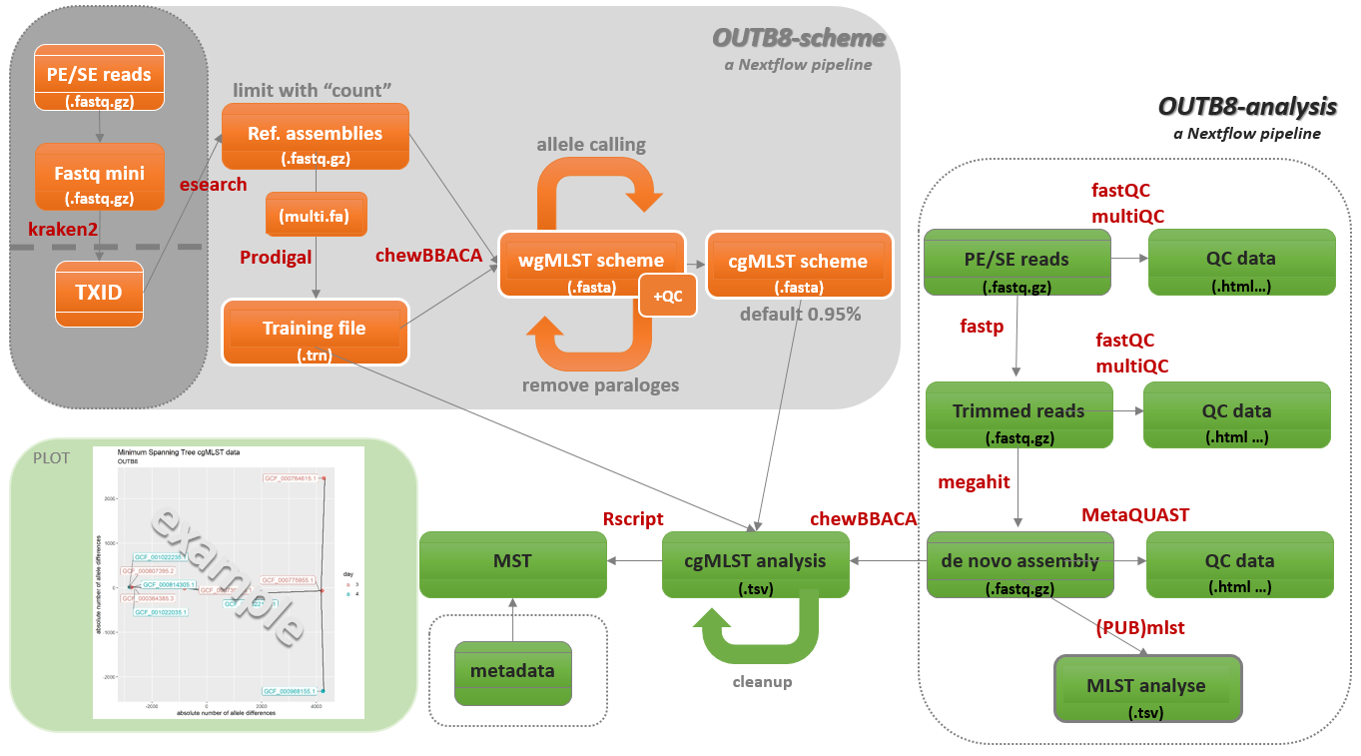 OUTB8-scheme
a Nextflow pipeline
PE/SE reads
(.fastq.gz)
Fastq mini
(.fastq.gz)
kraken2
TXID
esearch
limit with “count”
Ref. assemblies
(.fastq.gz)
(multi.fa)
Prodigal
Training file
(.trn)
chewBBACA
allele calling
wgMLST scheme
(.fasta)
+QC
remove paraloges
cgMLST scheme
(.fasta)
default 0.95%
OUTB8-analysis
a Nextflow pipeline
fastQC
multiQC
PE/SE reads
(.fastq.gz)
QC data
(.html...)
fastp
fastQC
multiQC
Trimmed reads
(.fastq.gz)
QC data
(.html ...)
megahit
MetaQUAST
de novo assembly
(.fastq.gz)
QC data
(.html ...)
(PUB)mlst
MLST analyse
(.tsv)
chewBBACA
cgMLST analysis
(.tsv)
cleanup
Rscript
MST
metadata
PLOT
Minimum Spanning Tree cgMLST data
OUTB8
example
GCF_000764615.1
GCF_001022235.1
GCF_000807385.2
GCF_000814305.1
GCF_000364385.3
GCF_001022035.1
GCF_000775955.1
GCF_000968155.1
absolute number of allele differences
2000
1000
0
1000
2000
-2000
0
2000
4000
absolute number of allele differences
day
3
4